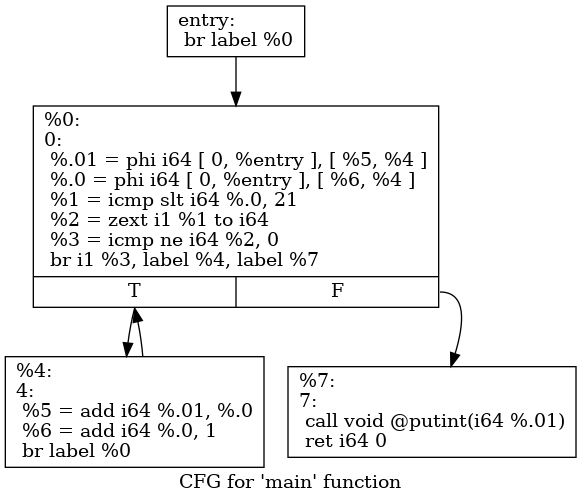 entry:
br label %0
%0:
0:
%.01 = phi i64 [ 0, %entry ], [ %5, %4 ]
%.0 = phi i64 [ 0, %entry ], [ %6, %4 ]
%1 = icmp slt i64 %.0, 21
%2 = zext i1 %1 to i64
%3 = icmp ne i64 %2, 0
br i1 %3, label %4, label %7
T F
%4:
4:
%5 = add i64 %.01, %.0
%6 = add i64 %.0, 1
br label %0
%7:
7:
call void @putint(i64 %.01)
ret i64 0
CFG for 'main' function